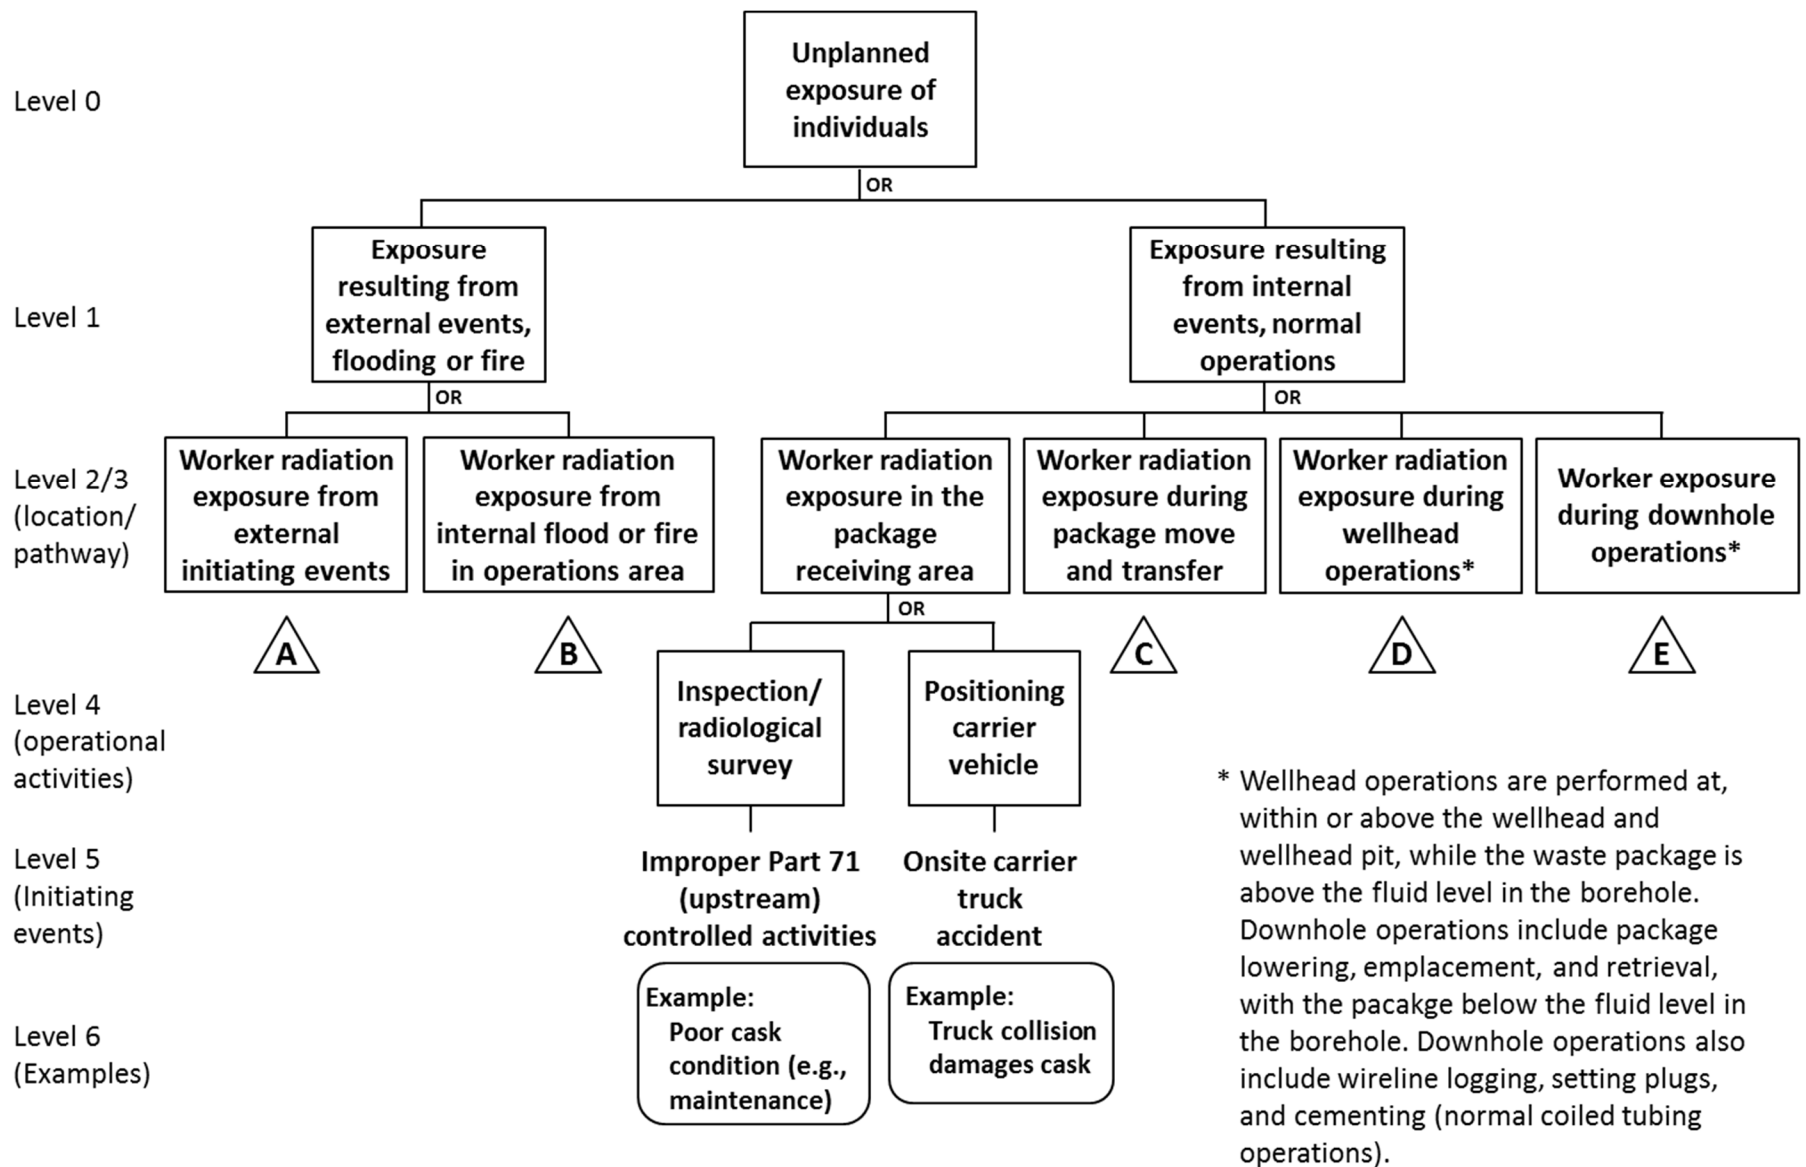 Level 0
Unplanned
exposure of
individuals
OR
Level 1
Exposure
resulting from
external events,
flooding or fire
Exposure resulting
from internal
events, normal
operations
OR
OR
Level 2/3
(location/
pathway)
Worker radiation
exposure from
external
initiating events
Worker radiation
exposure from
internal flood or fire
in operations area
Worker radiation
exposure in the
package
receiving area
Worker radiation
exposure during
package move
and transfer
Worker radiation
exposure during
wellhead
operations*
Worker exposure
during downhole
operations*
OR
A
B
C
D
E
Level 4
(operational
activities)
Inspection/
radiological
survey
Positioning
carrier
vehicle
Level 5
(Initiating
events)
Improper Part 71
(upstream)
controlled activities
Onsite carrier
truck
accident
Level 6
(Examples)
Example:
Poor cask
condition (e.g.,
maintenance)
Example:
Truck collision
damages cask
* Wellhead operations are performed at,
within or above the wellhead and
wellhead pit, while the waste package is
above the fluid level in the borehole.
Downhole operations include package
lowering, emplacement, and retrieval,
with the pacakge below the fluid level in
the borehole. Downhole operations also
include wireline logging, setting plugs,
and cementing (normal coiled tubing
operations).